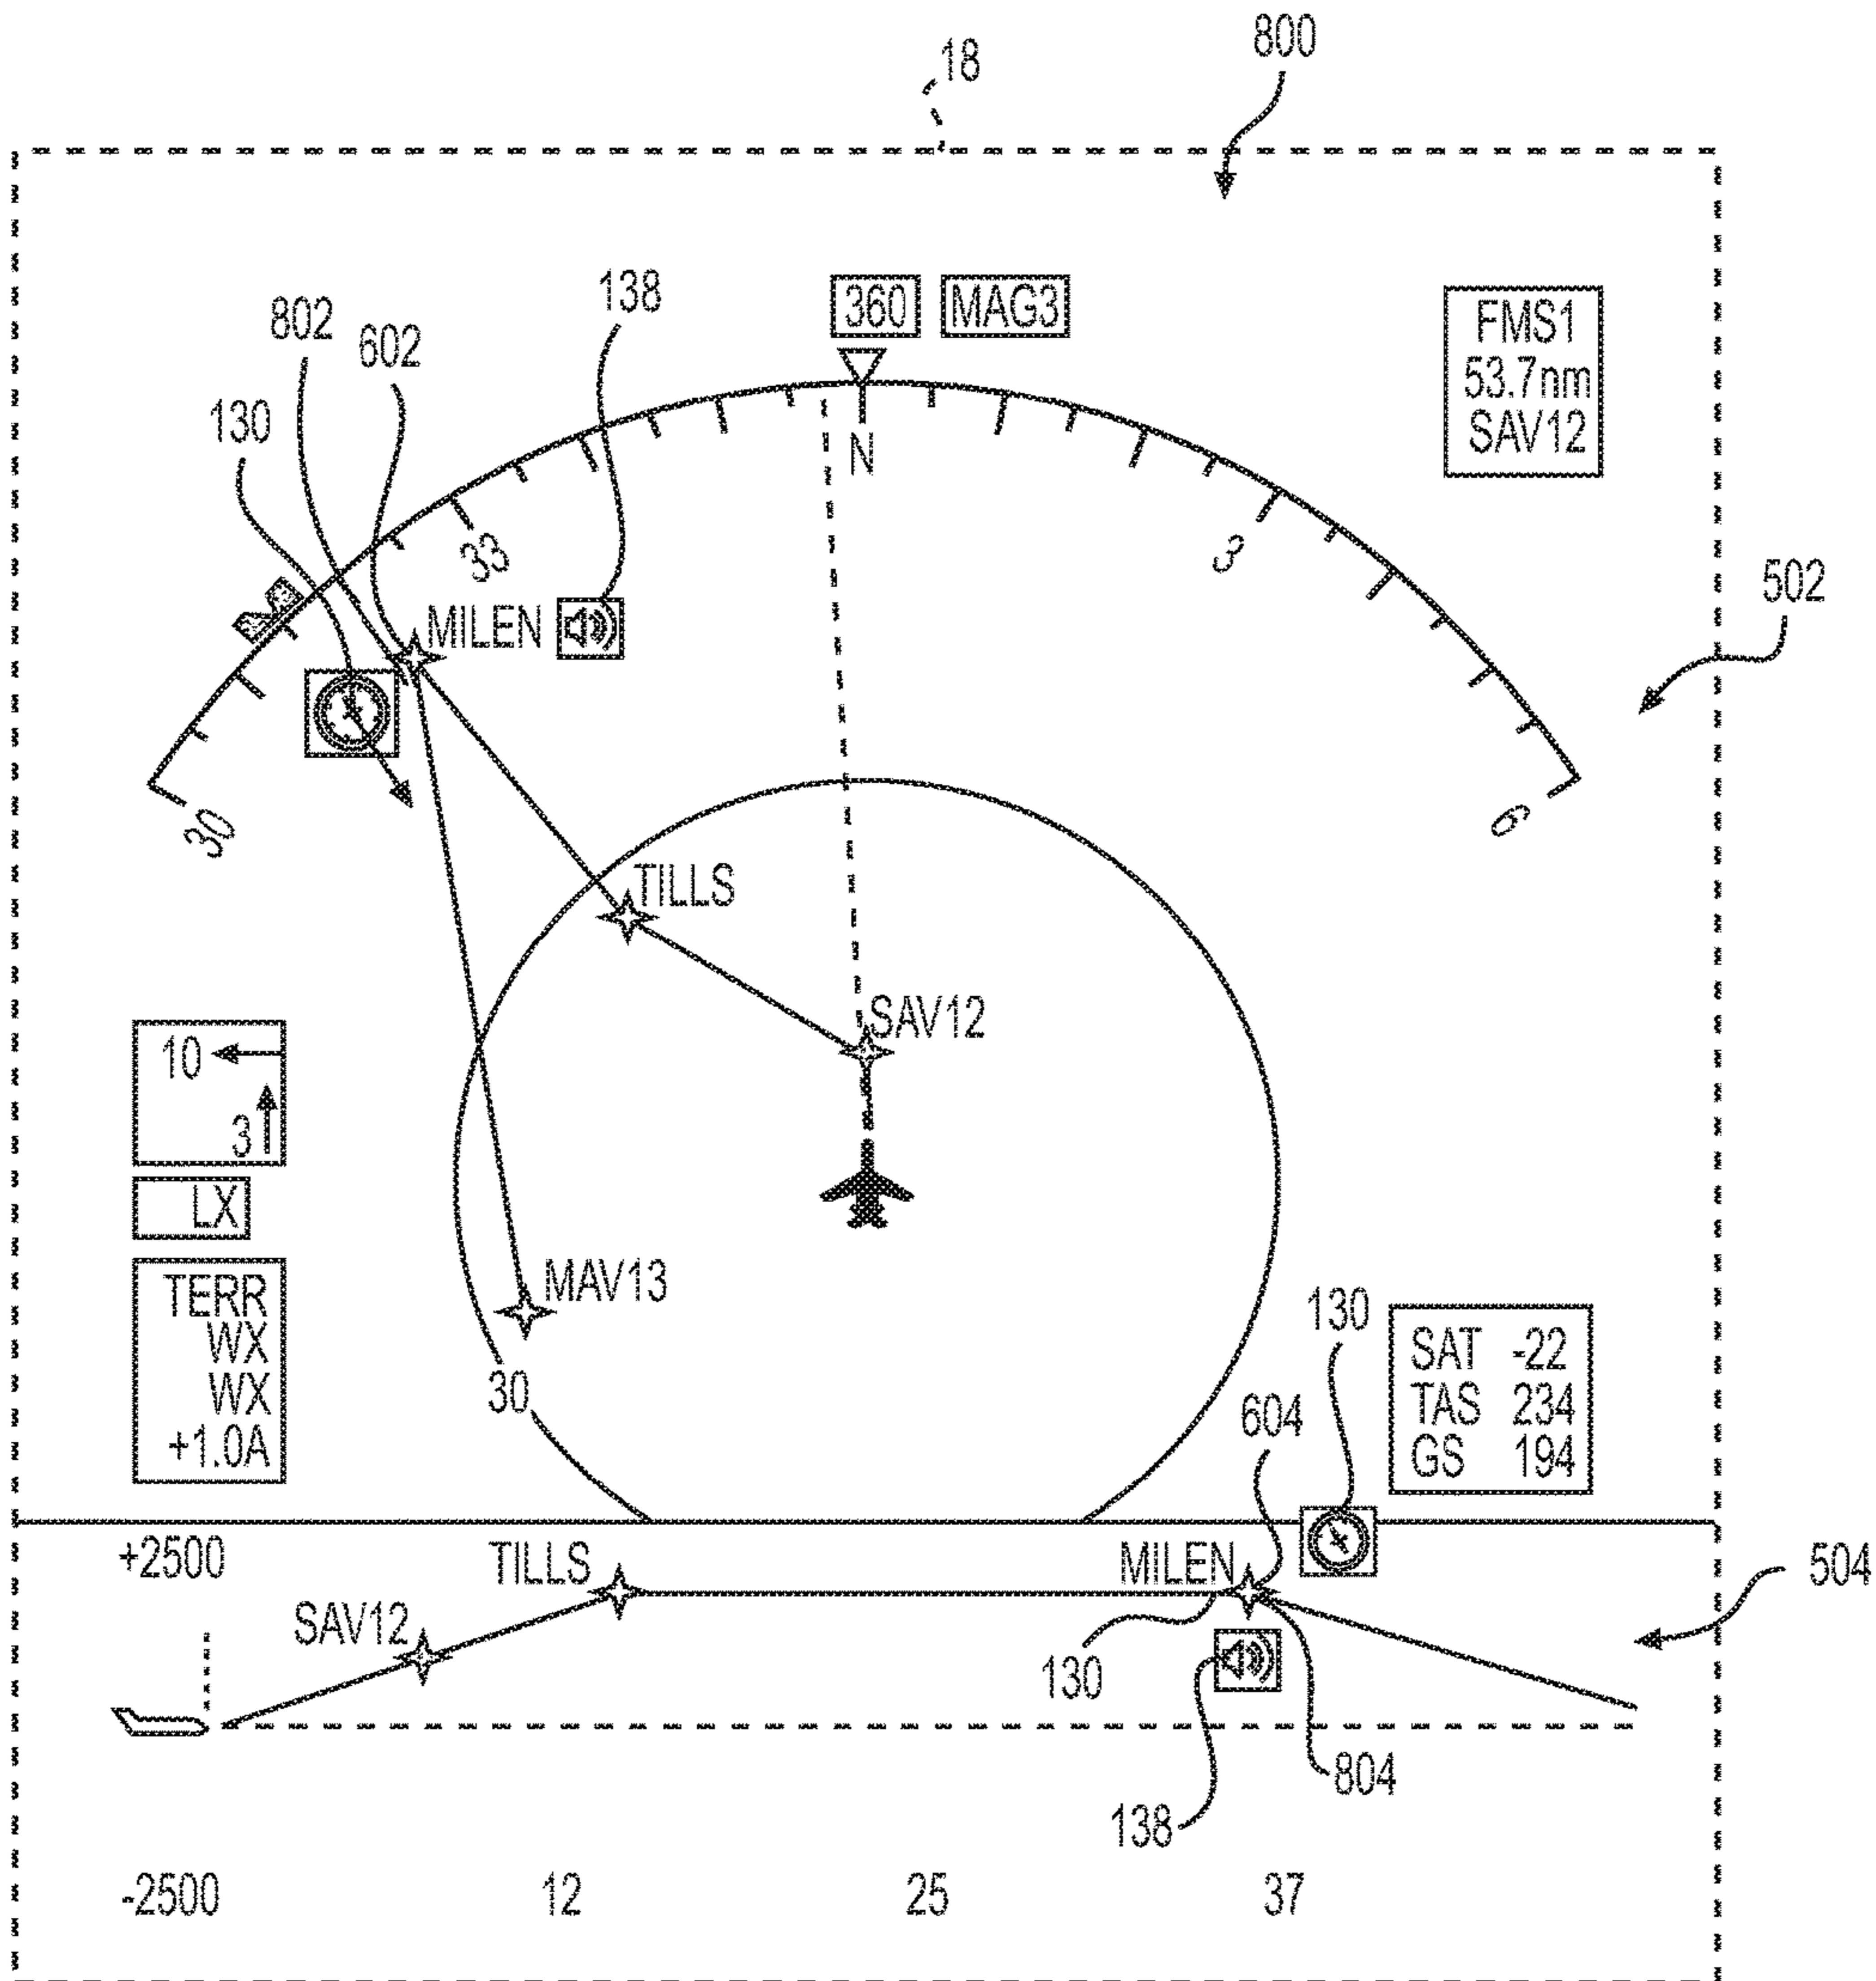 18
800
138
360
MAG3
802
602
FMS1
53.7nm
SAV12
130
N
33
3
502
MILEN
30
6
TILLS
SAV12
10
3
LX
MAV13
130
TERR
WX
WX
+1.0A
30
SAT -22
TAS 234
GS 194
604
+2500
TILLS
MILEN
504
SAV12
130
804
138
-2500
12
25
37